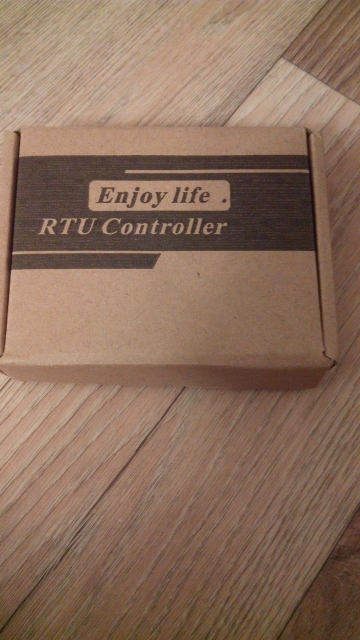 Enjoy life .
RTU Controller